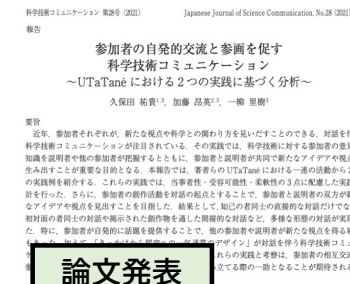 科学技術コミュニケーション 第28号(2021)
Japanese Journal of Science Communication, No.28 (2021)
報告
参加者の自発的交流と参画を促す
科学技術コミュニケーション
～UTaTanéにおける2つの実践に基づく分析～
久保田 祐貴1,2, 加藤 昂英2,3, 一柳 里樹3
要旨
近年，参加者それぞれが，新たな視点や科学との関わり方を見いだすことのできる，対話を
科学技術コミュニケーションが注目されている．その実践では，科学技術に対する参加者の意
知識を説明者や他の参加者が把握するとともに，参加者と説明者が共同で新たなアイデアや視
生み出すことが重要な目的となる．本報告では，著者らのUTaTanéにおける一連の活動から2
の実践例を紹介する．これらの実践では，当事者性・受容可能性・柔軟性の3点に配慮した実践
計を行った．さらに，参加者の創作活動を対話の起点とすることで，参加者と説明者の双方が
なアイデアや視点を見出すことを目指した．結果として，
相対面の者同士の対話や掲示された創作物を通した間接的な対話など，多様な形態の対話が実
た．特に，参加者が自発的に話題を提供することで，他の参加者や説明者が新たな視点を得る
論文発表